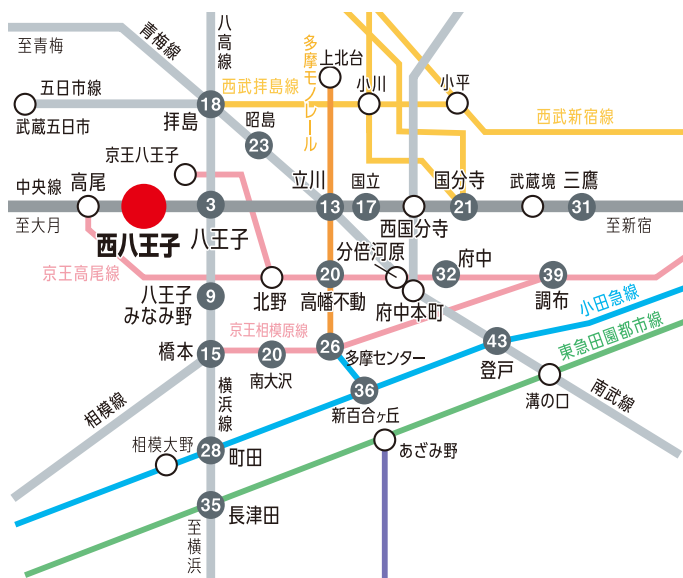 八高線
青梅線
至青梅
多摩モノレール
上北台
五日市線
西武拝島線
小川
小平
18
武蔵五日市
拝島
昭島
23
西武新宿線
京王八王子
中央線
高尾
立川
国立
国分寺
武蔵境
三鷹
3
13
17
21
31
至大月
西八王子
八王子
西国分寺
至新宿
分倍河原
府中
京王高尾線
20
32
39
北野
高幡不動
府中本町
調布
八王子
みなみ野
9
小田急線
京王相模原線
東急田園都市線
橋本
15
20
26
多摩センター
43
南大沢
登戸
36
溝の口
南武線
相模線
横浜線
新百合ヶ丘
相模大野
28
町田
あざみ野
35
長津田
至横浜